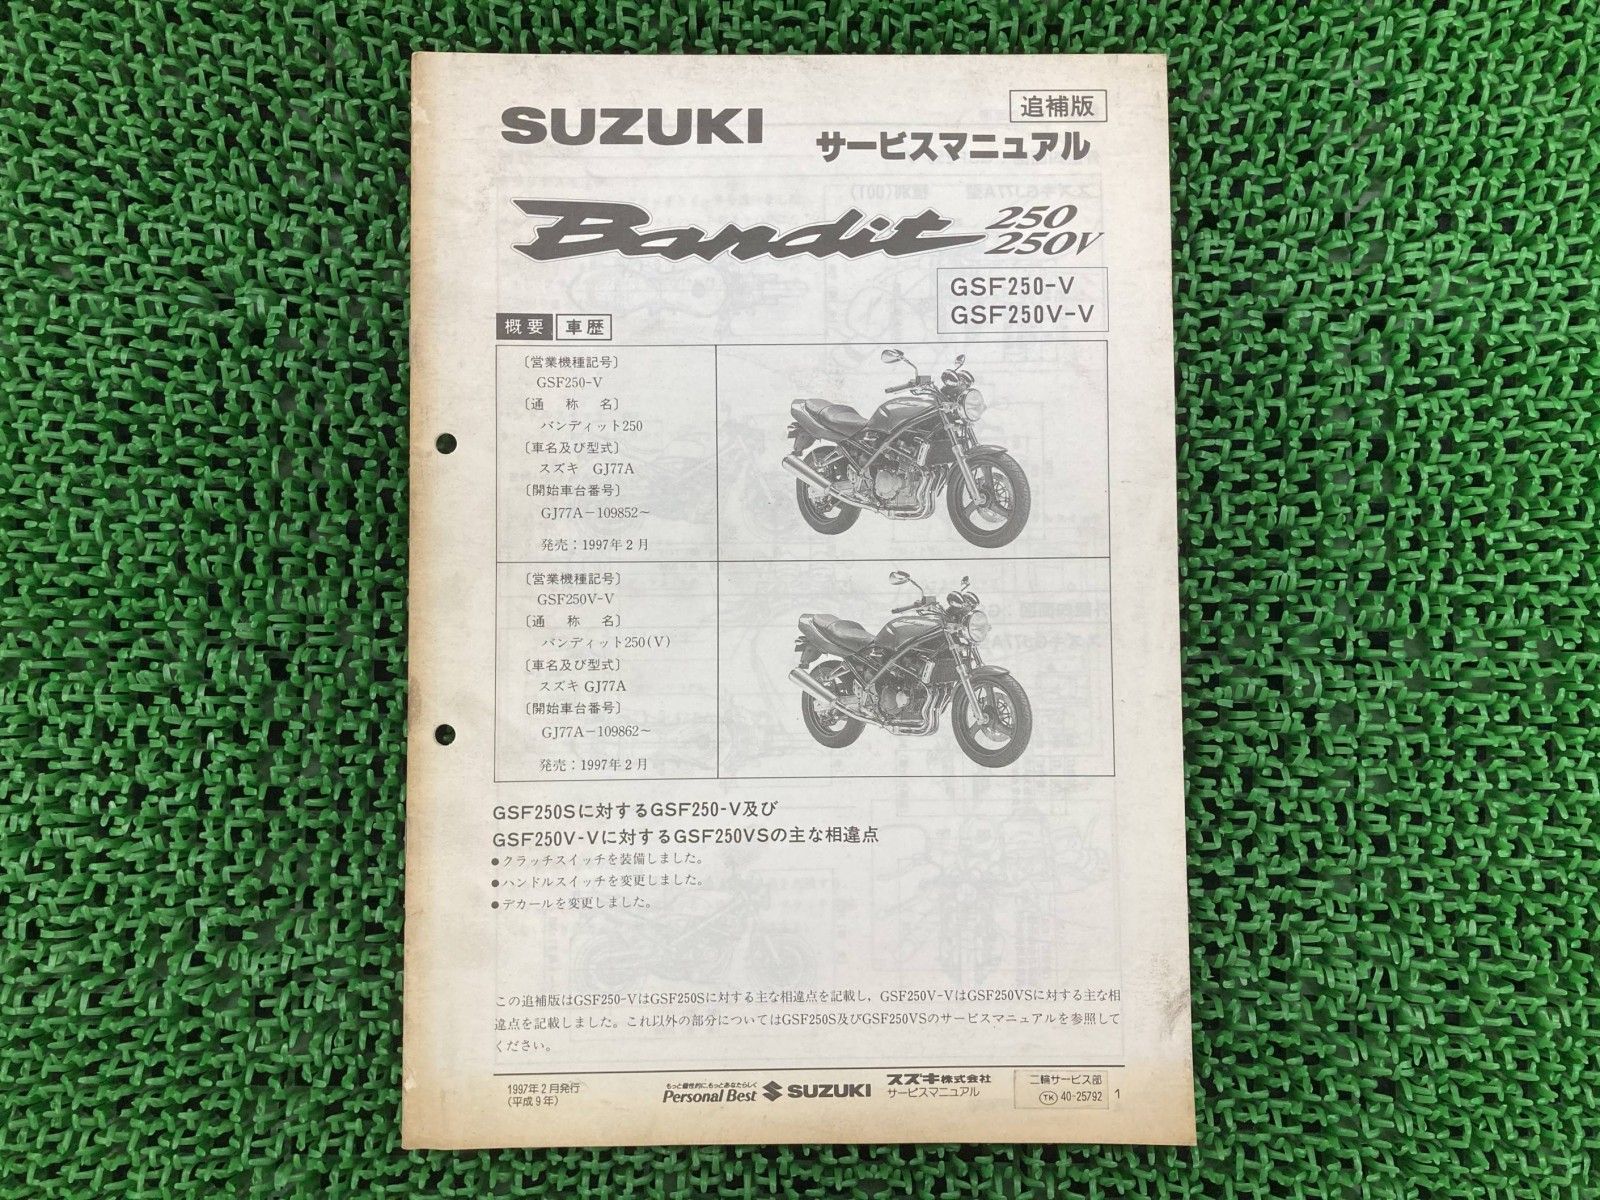 追補版
SUZUKI
サービスマニュアル
Bandit 250
250V
GSF250-V
GSF250V-V
概要 車歴
〔営業機種記号〕
GSF250-V
〔通 称 名〕
バンディット250
〔車名及び型式〕
スズキ GJ77A
〔開始車台番号〕
GJ77A－109852～
発売：1997年2月
〔営業機種記号〕
GSF250V-V
〔通 称 名〕
バンディット250(V)
〔車名及び型式〕
スズキ GJ77A
〔開始車台番号〕
GJ77A－109862～
発売：1997年2月
GSF250Sに対するGSF250-V及び
GSF250V-Vに対するGSF250VSの主な相違点
●クラッチスイッチを装備しました。
●ハンドルスイッチを変更しました。
●デカールを変更しました。
この追補版はGSF250-VはGSF250Sに対する主な相違点を記載し，GSF250V-VはGSF250VSに対する主な相
違点を記載しました。これ以外の部分についてはGSF250S及びGSF250VSのサービスマニュアルを参照して
ください。
1997年2月発行
(平成9年)
もっと個性的に、もっとあなたらしく
Personal Best SUZUKI
スズキ株式会社
サービスマニュアル
二輪サービス部
TK 40-25792
1